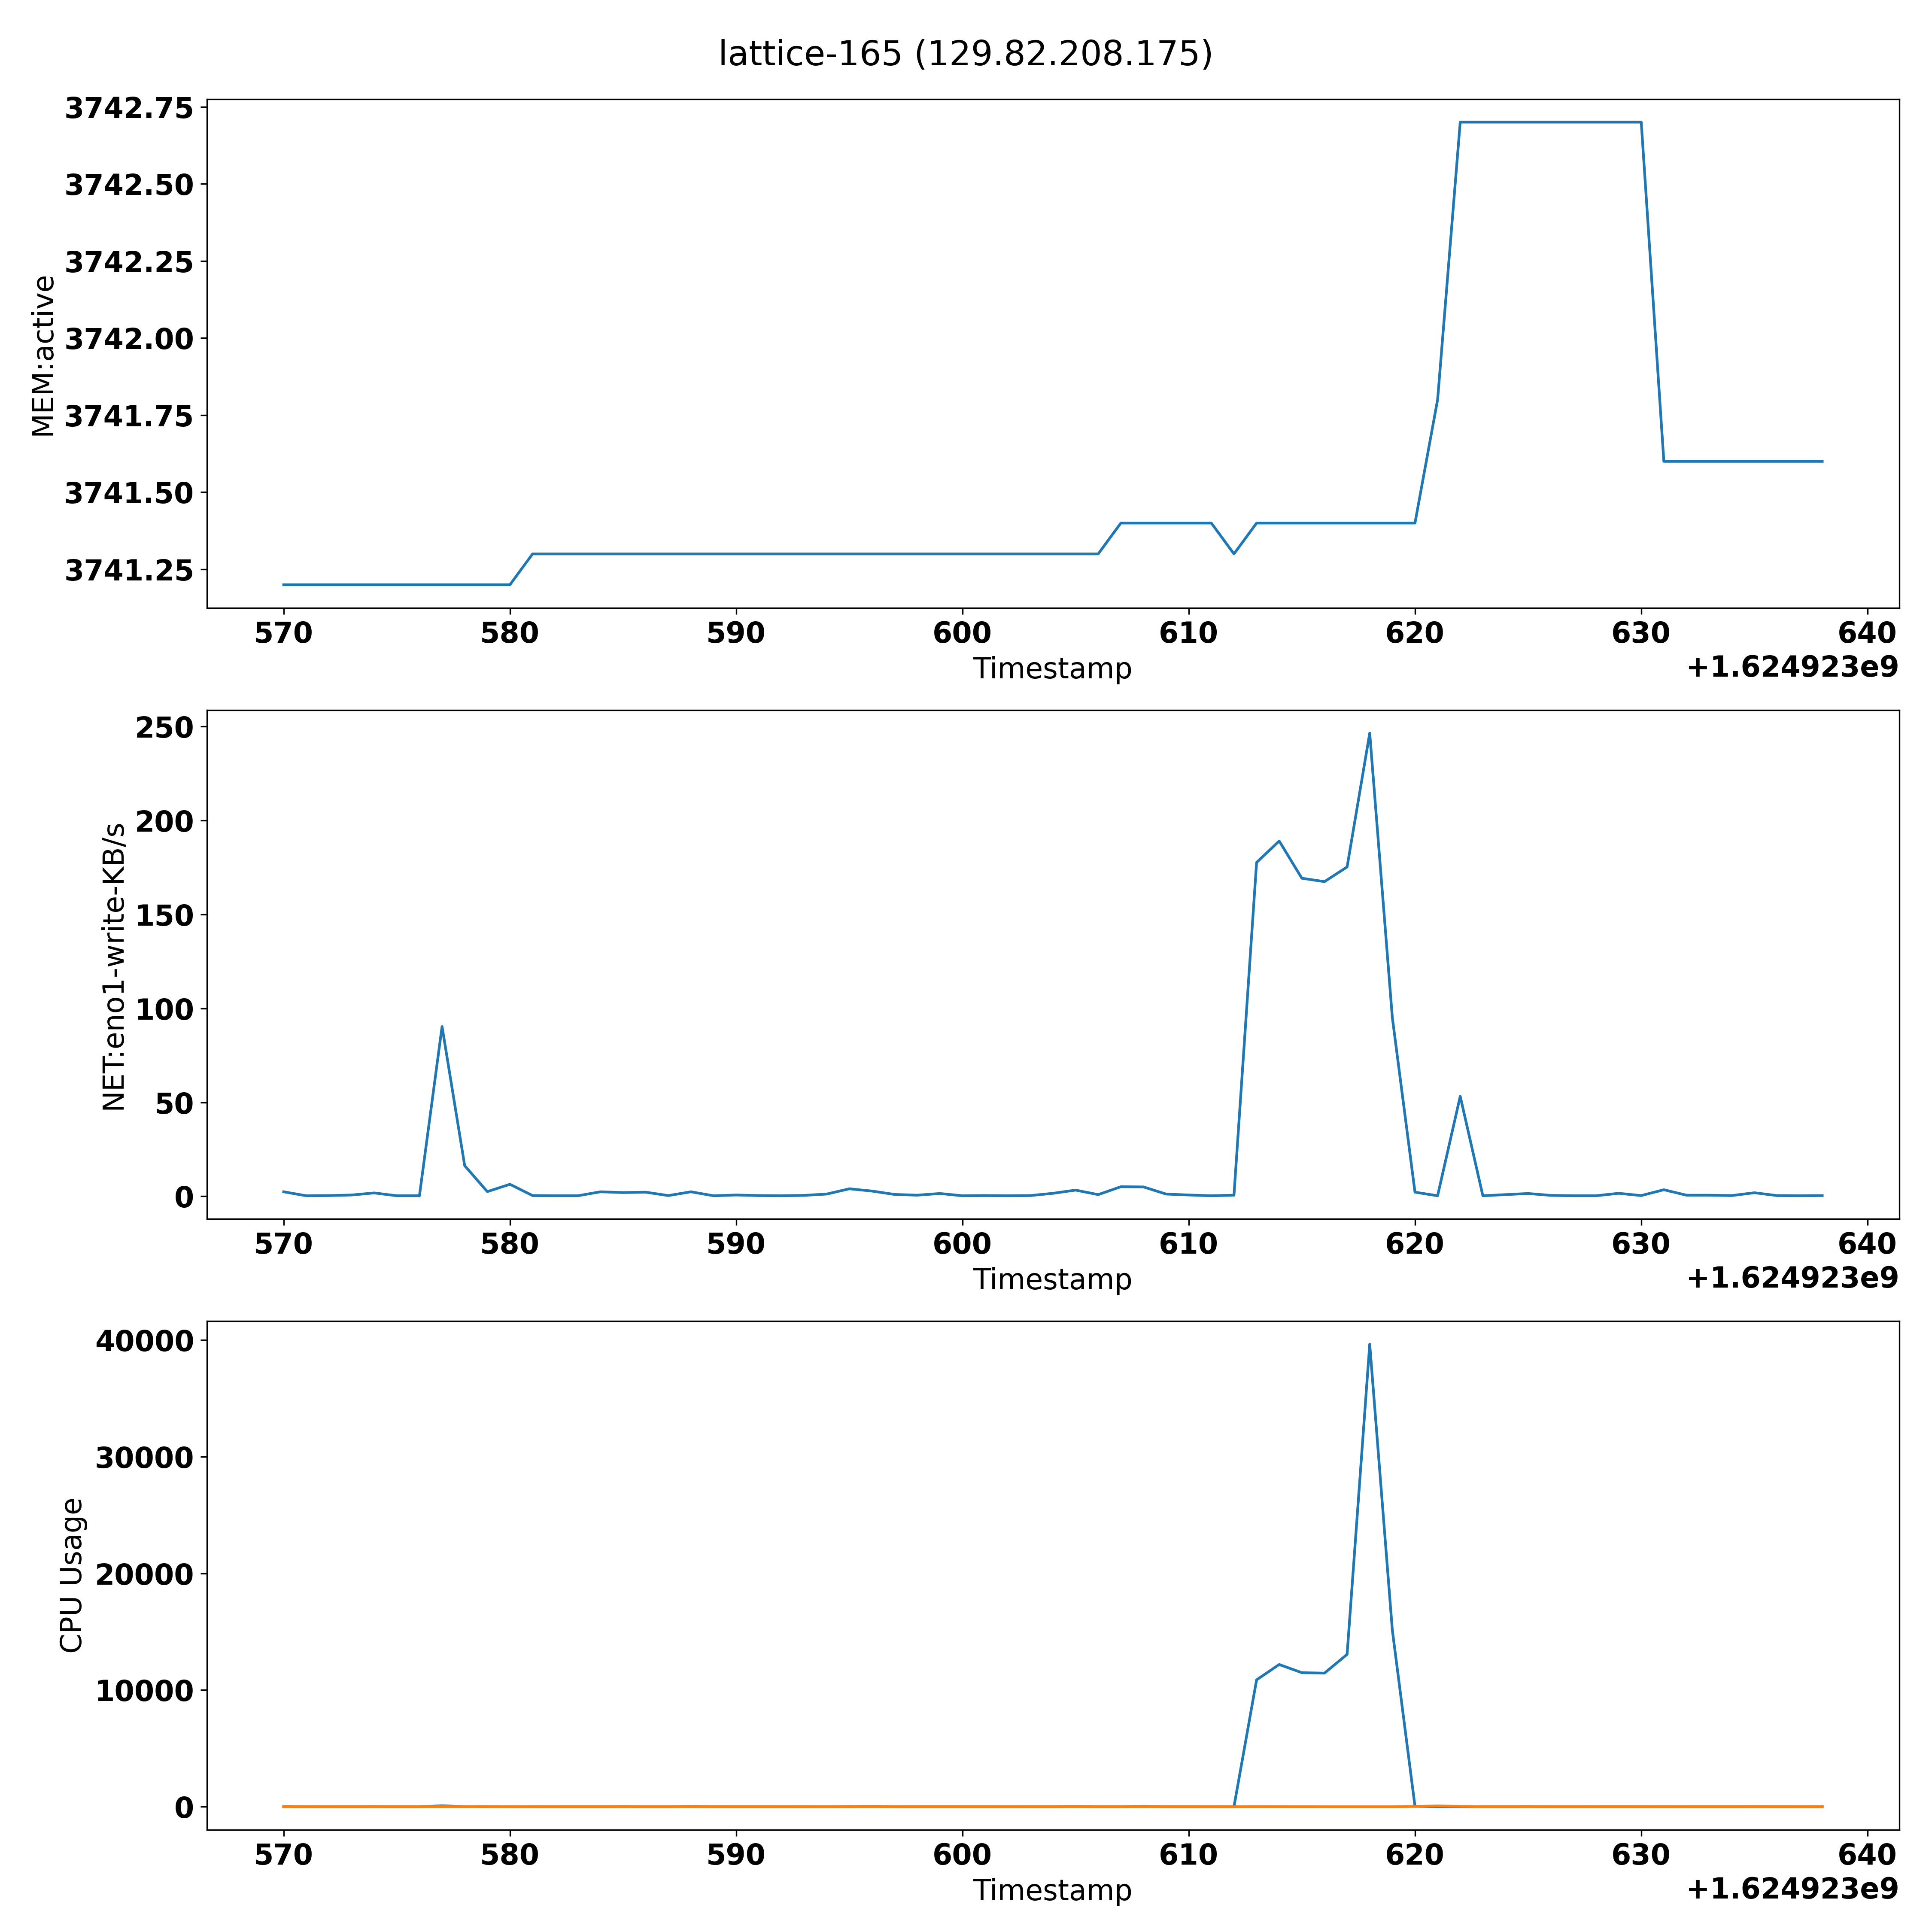 lattice-165 (129.82.208.175)
3742.75
3742.50
3742.25
3742.00
3741.75
3741.50
3741.25
MEM:active
570 580 590 600 610 620 630 640
Timestamp
+1.624923e9
250
200
150
100
50
0
NET:eno1-write-KB/s
570 580 590 600 610 620 630 640
Timestamp
+1.624923e9
40000
30000
20000
10000
0
CPU Usage
570 580 590 600 610 620 630 640
Timestamp
+1.624923e9